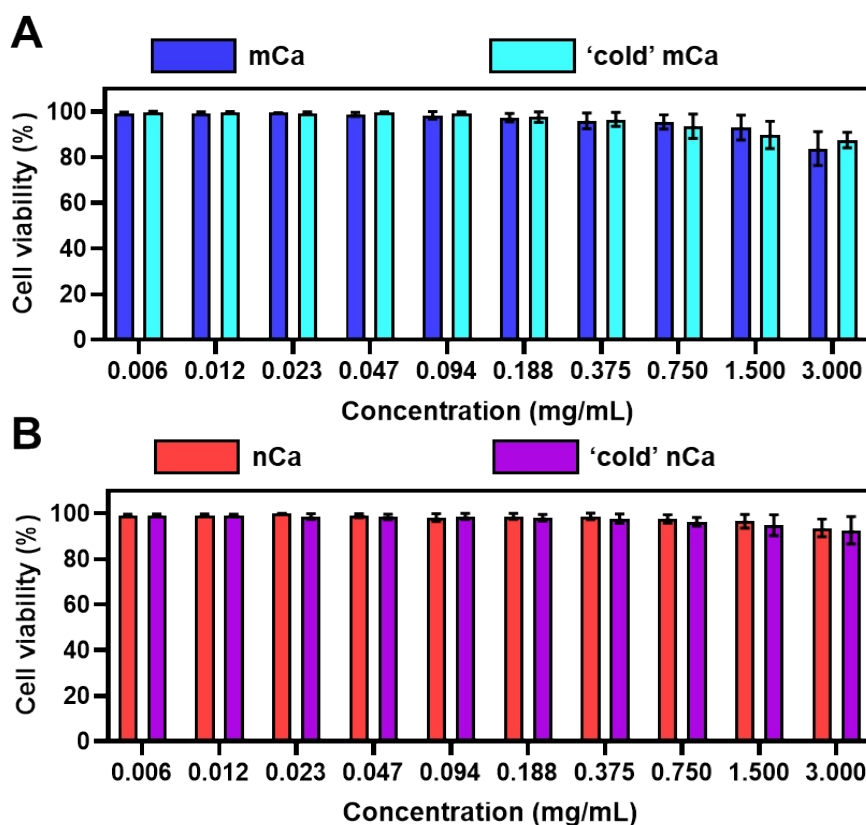 A
mCa
‘cold’ mCa
Cell viability (%)
100
80
60
40
20
0
0.006 0.012 0.023 0.047 0.094 0.188 0.375 0.750 1.500 3.000
Concentration (mg/mL)
B
nCa
‘cold’ nCa
Cell viability (%)
100
80
60
40
20
0
0.006 0.012 0.023 0.047 0.094 0.188 0.375 0.750 1.500 3.000
Concentration (mg/mL)